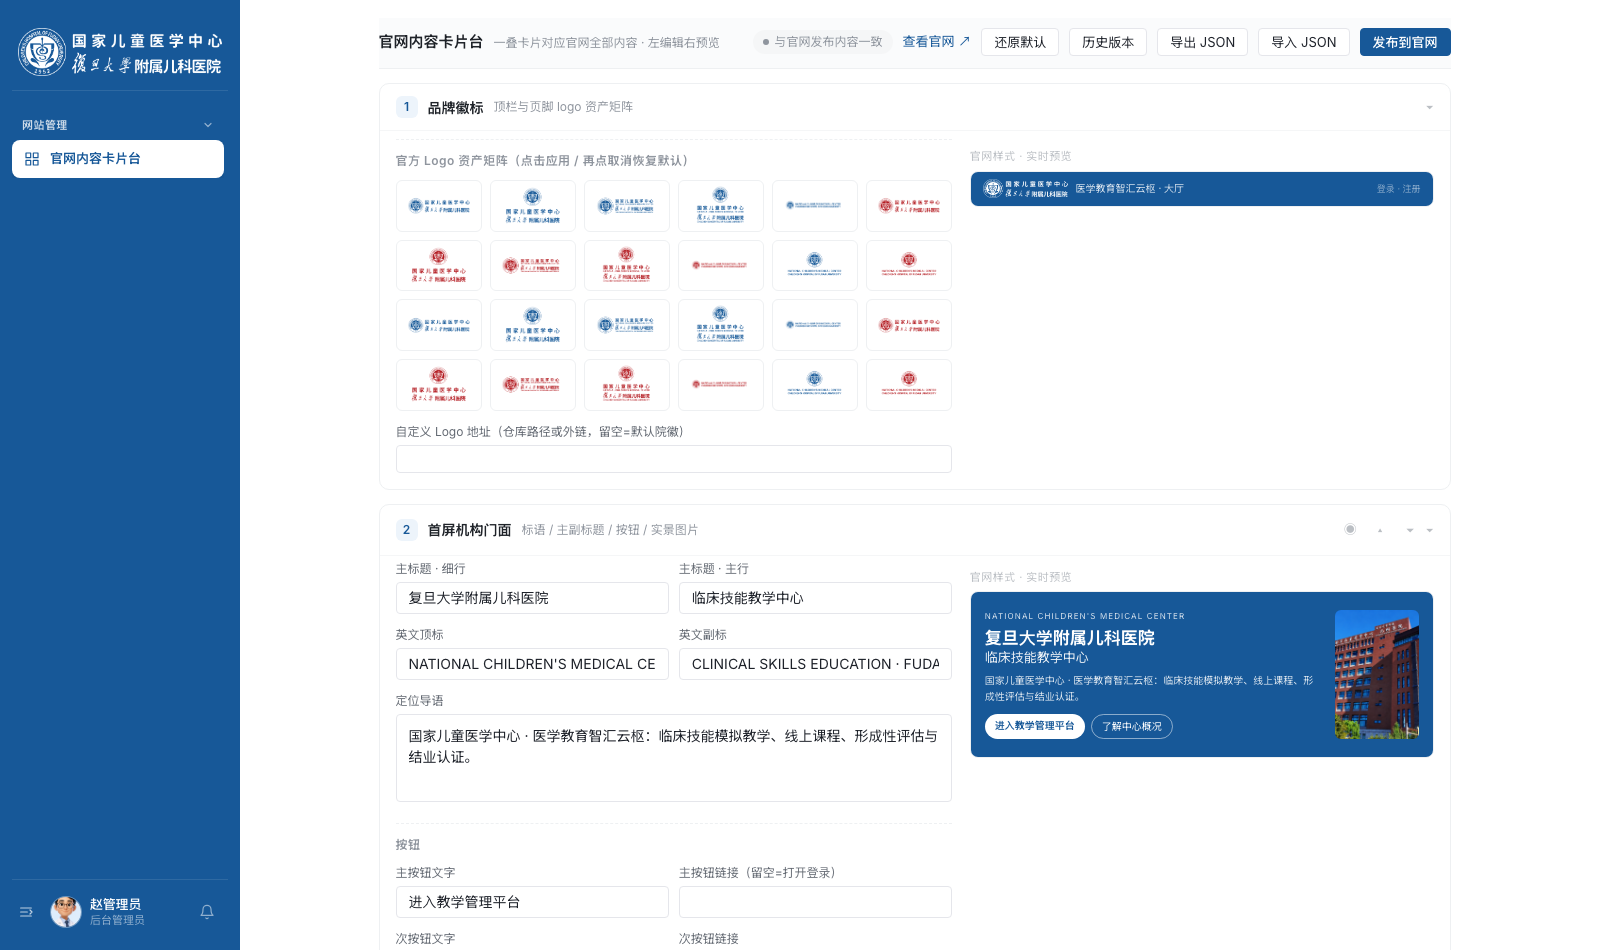 国家儿童医学中心
復旦大学附属儿科医院
1952
网站管理
官网内容卡片台
赵管理员
后台管理员
官网内容卡片台 一叠卡片对应官网全部内容 · 左编辑右预览 与官网发布内容一致 查看官网 ↗ 还原默认 历史版本 导出 JSON 导入 JSON 发布到官网
1 品牌徽标 顶栏与页脚 logo 资产矩阵
官方 Logo 资产矩阵（点击应用 / 再点取消恢复默认）
自定义 Logo 地址（仓库路径或外链，留空=默认院徽）
官网样式 · 实时预览
国家儿童医学中心
復旦大学附属儿科医院
医学教育智汇云枢 · 大厅 登录 · 注册
2 首屏机构门面 标语 / 主副标题 / 按钮 / 实景图片
主标题 · 细行 主标题 · 主行
复旦大学附属儿科医院 临床技能教学中心
英文顶标 英文副标
NATIONAL CHILDREN'S MEDICAL CE CLINICAL SKILLS EDUCATION · FUDA
定位导语
国家儿童医学中心 · 医学教育智汇云枢：临床技能模拟教学、线上课程、形成性评估与
结业认证。
按钮
主按钮文字 主按钮链接（留空=打开登录）
进入教学管理平台
次按钮文字 次按钮链接
官网样式 · 实时预览
NATIONAL CHILDREN'S MEDICAL CENTER
复旦大学附属儿科医院
临床技能教学中心
国家儿童医学中心 · 医学教育智汇云枢：临床技能模拟教学、线上课程、形
成性评估与结业认证。
进入教学管理平台 了解中心概况